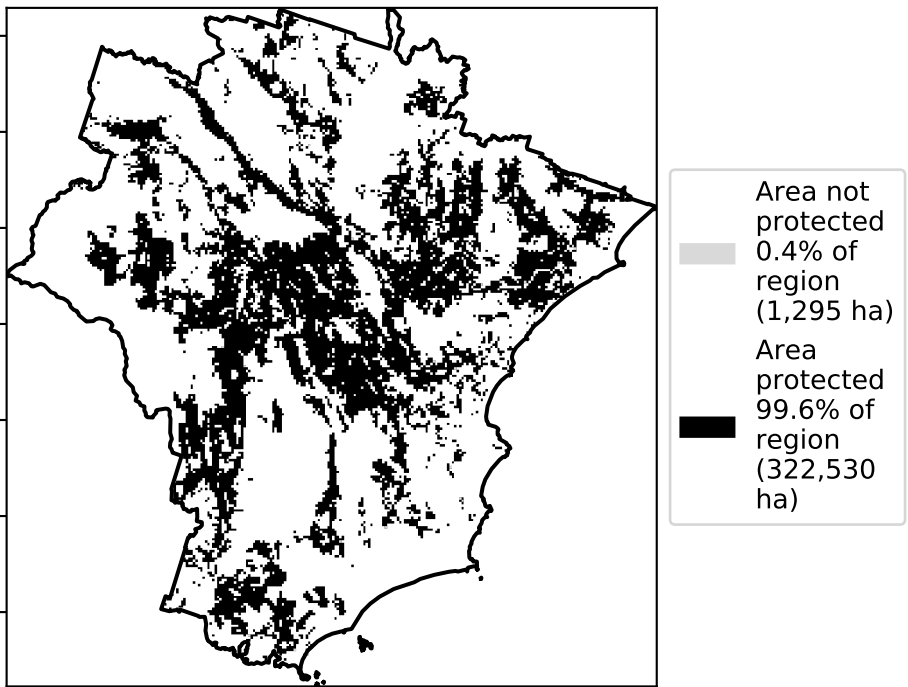 Area not
protected
0.4% of
region
(1,295 ha)
Area
protected
99.6% of
region
(322,530
ha)